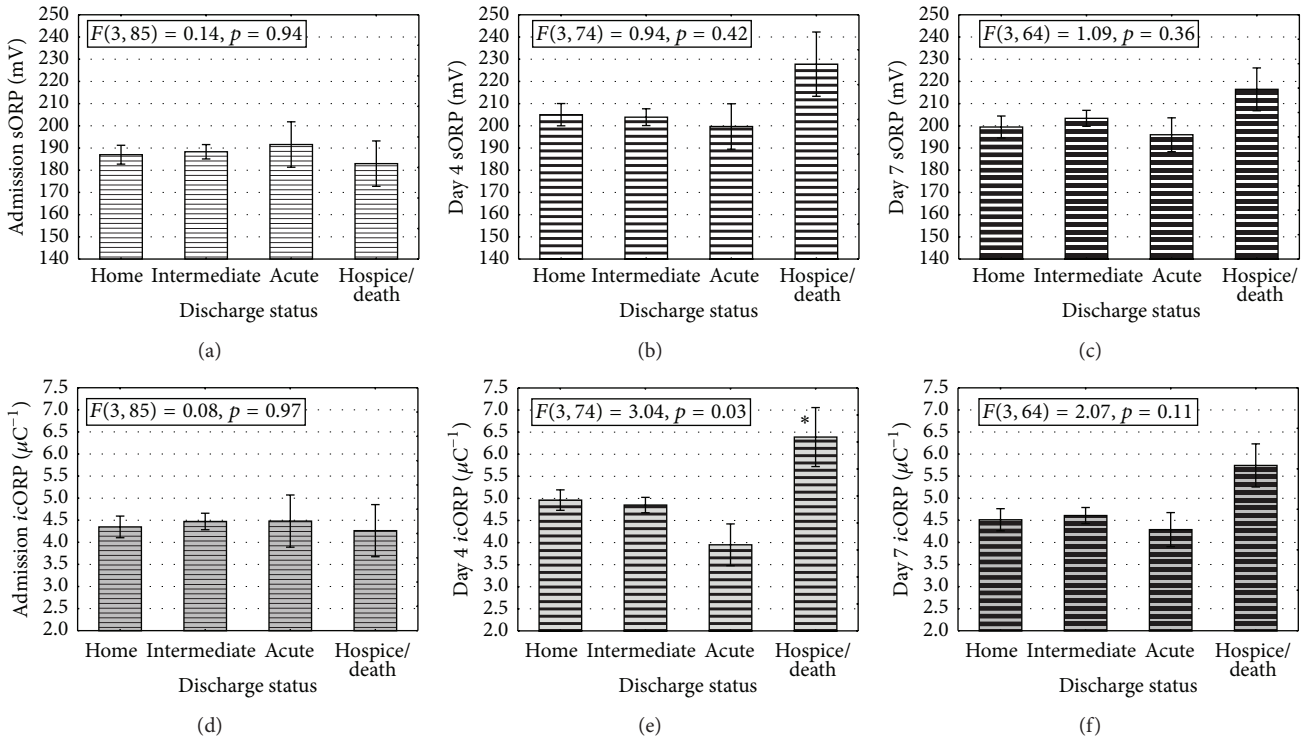 250
240
230
220
210
200
190
180
170
160
150
140
Admission sORP (mV)
F(3, 85) = 0.14, p = 0.94
Home Intermediate Acute Hospice/
death
Discharge status
(a)
250
240
230
220
210
200
190
180
170
160
150
140
Day 4 sORP (mV)
F(3, 74) = 0.94, p = 0.42
Home Intermediate Acute Hospice/
death
Discharge status
(b)
250
240
230
220
210
200
190
180
170
160
150
140
Day 7 sORP (mV)
F(3, 64) = 1.09, p = 0.36
Home Intermediate Acute Hospice/
death
Discharge status
(c)
7.5
7.0
6.5
6.0
5.5
5.0
4.5
4.0
3.5
3.0
2.5
2.0
Admission icORP (μC⁻¹)
F(3, 85) = 0.08, p = 0.97
Home Intermediate Acute Hospice/
death
Discharge status
(d)
7.5
7.0
6.5
6.0
5.5
5.0
4.5
4.0
3.5
3.0
2.5
2.0
Day 4 icORP (μC⁻¹)
F(3, 74) = 3.04, p = 0.03
*
Home Intermediate Acute Hospice/
death
Discharge status
(e)
7.5
7.0
6.5
6.0
5.5
5.0
4.5
4.0
3.5
3.0
2.5
2.0
Day 7 icORP (μC⁻¹)
F(3, 64) = 2.07, p = 0.11
Home Intermediate Acute Hospice/
death
Discharge status
(f)